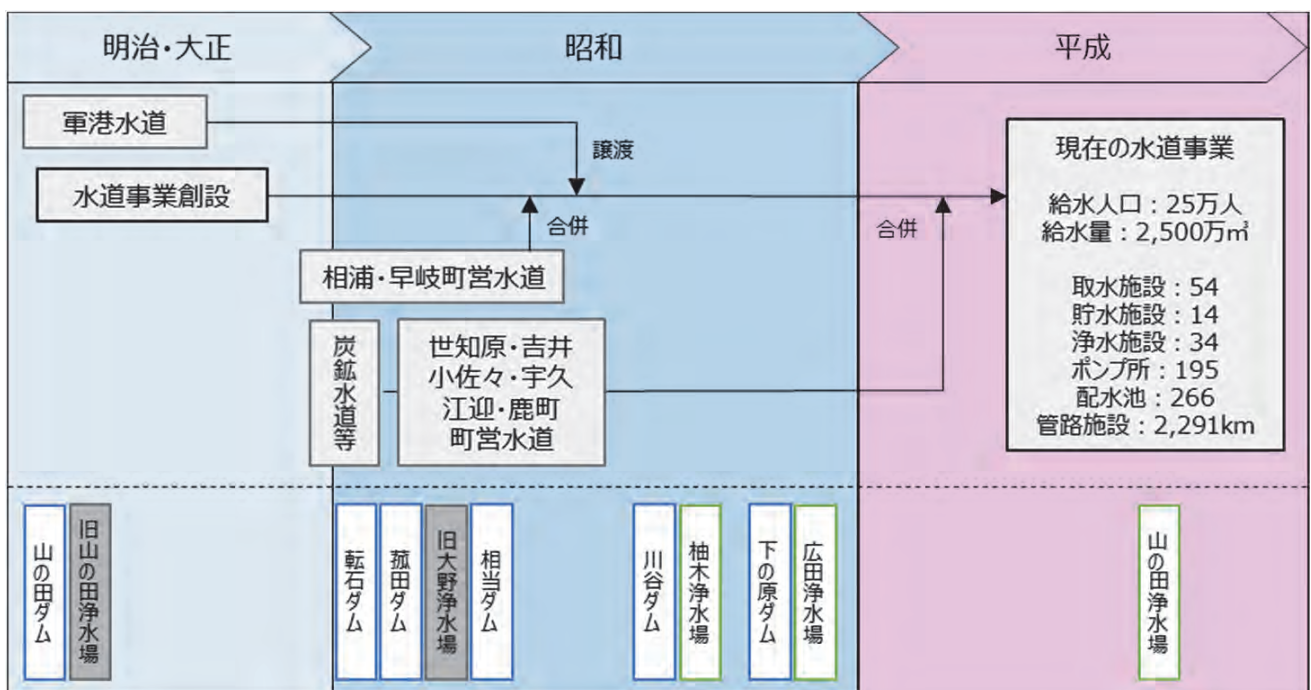 明治・大正
昭和
平成
軍港水道
譲渡
水道事業創設
合併
相浦・早岐町営水道
炭鉱水道等
世知原・吉井
小佐々・宇久
江迎・鹿町
町営水道
合併
現在の水道事業
給水人口：25万人
給水量：2,500万㎥
取水施設：54
貯水施設：14
浄水施設：34
ポンプ所：195
配水池：266
管路施設：2,291km
山の田ダム
旧山の田浄水場
転石ダム
菰田ダム
旧大野浄水場
相当ダム
川谷ダム
柚木浄水場
下の原ダム
広田浄水場
山の田浄水場